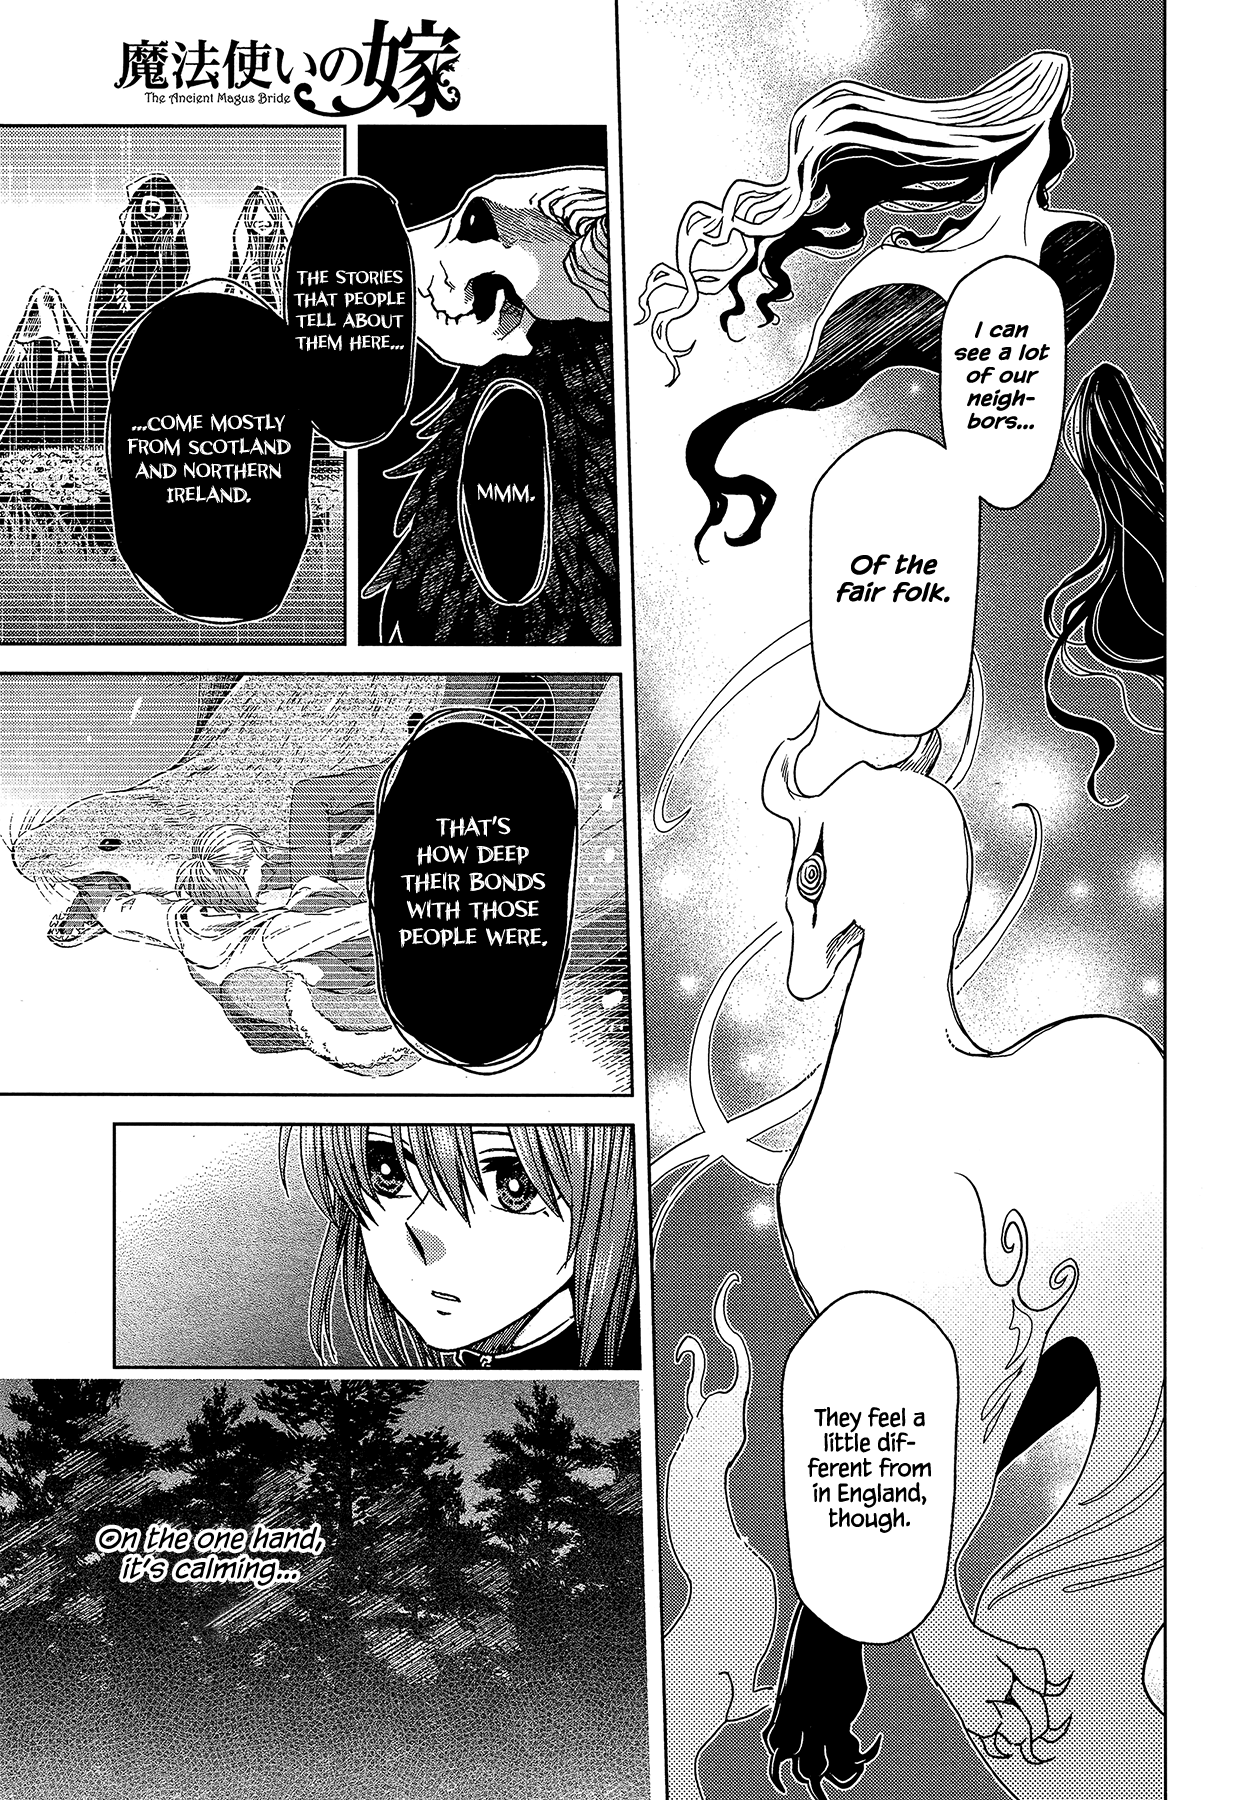 魔法使いの嫁
The Ancient Magus Bride
I can
see a lot
of our
neigh-
bors...
Of the
fair folk.
They feel a
little dif-
ferent from
in England,
though.
MMM.
THE STORIES
THAT PEOPLE
TELL ABOUT
THEM HERE...
...COME MOSTLY
FROM SCOTLAND
AND NORTHERN
IRELAND.
THAT'S
HOW DEEP
THEIR BONDS
WITH THOSE
PEOPLE WERE.
On the one hand,
it's calming...